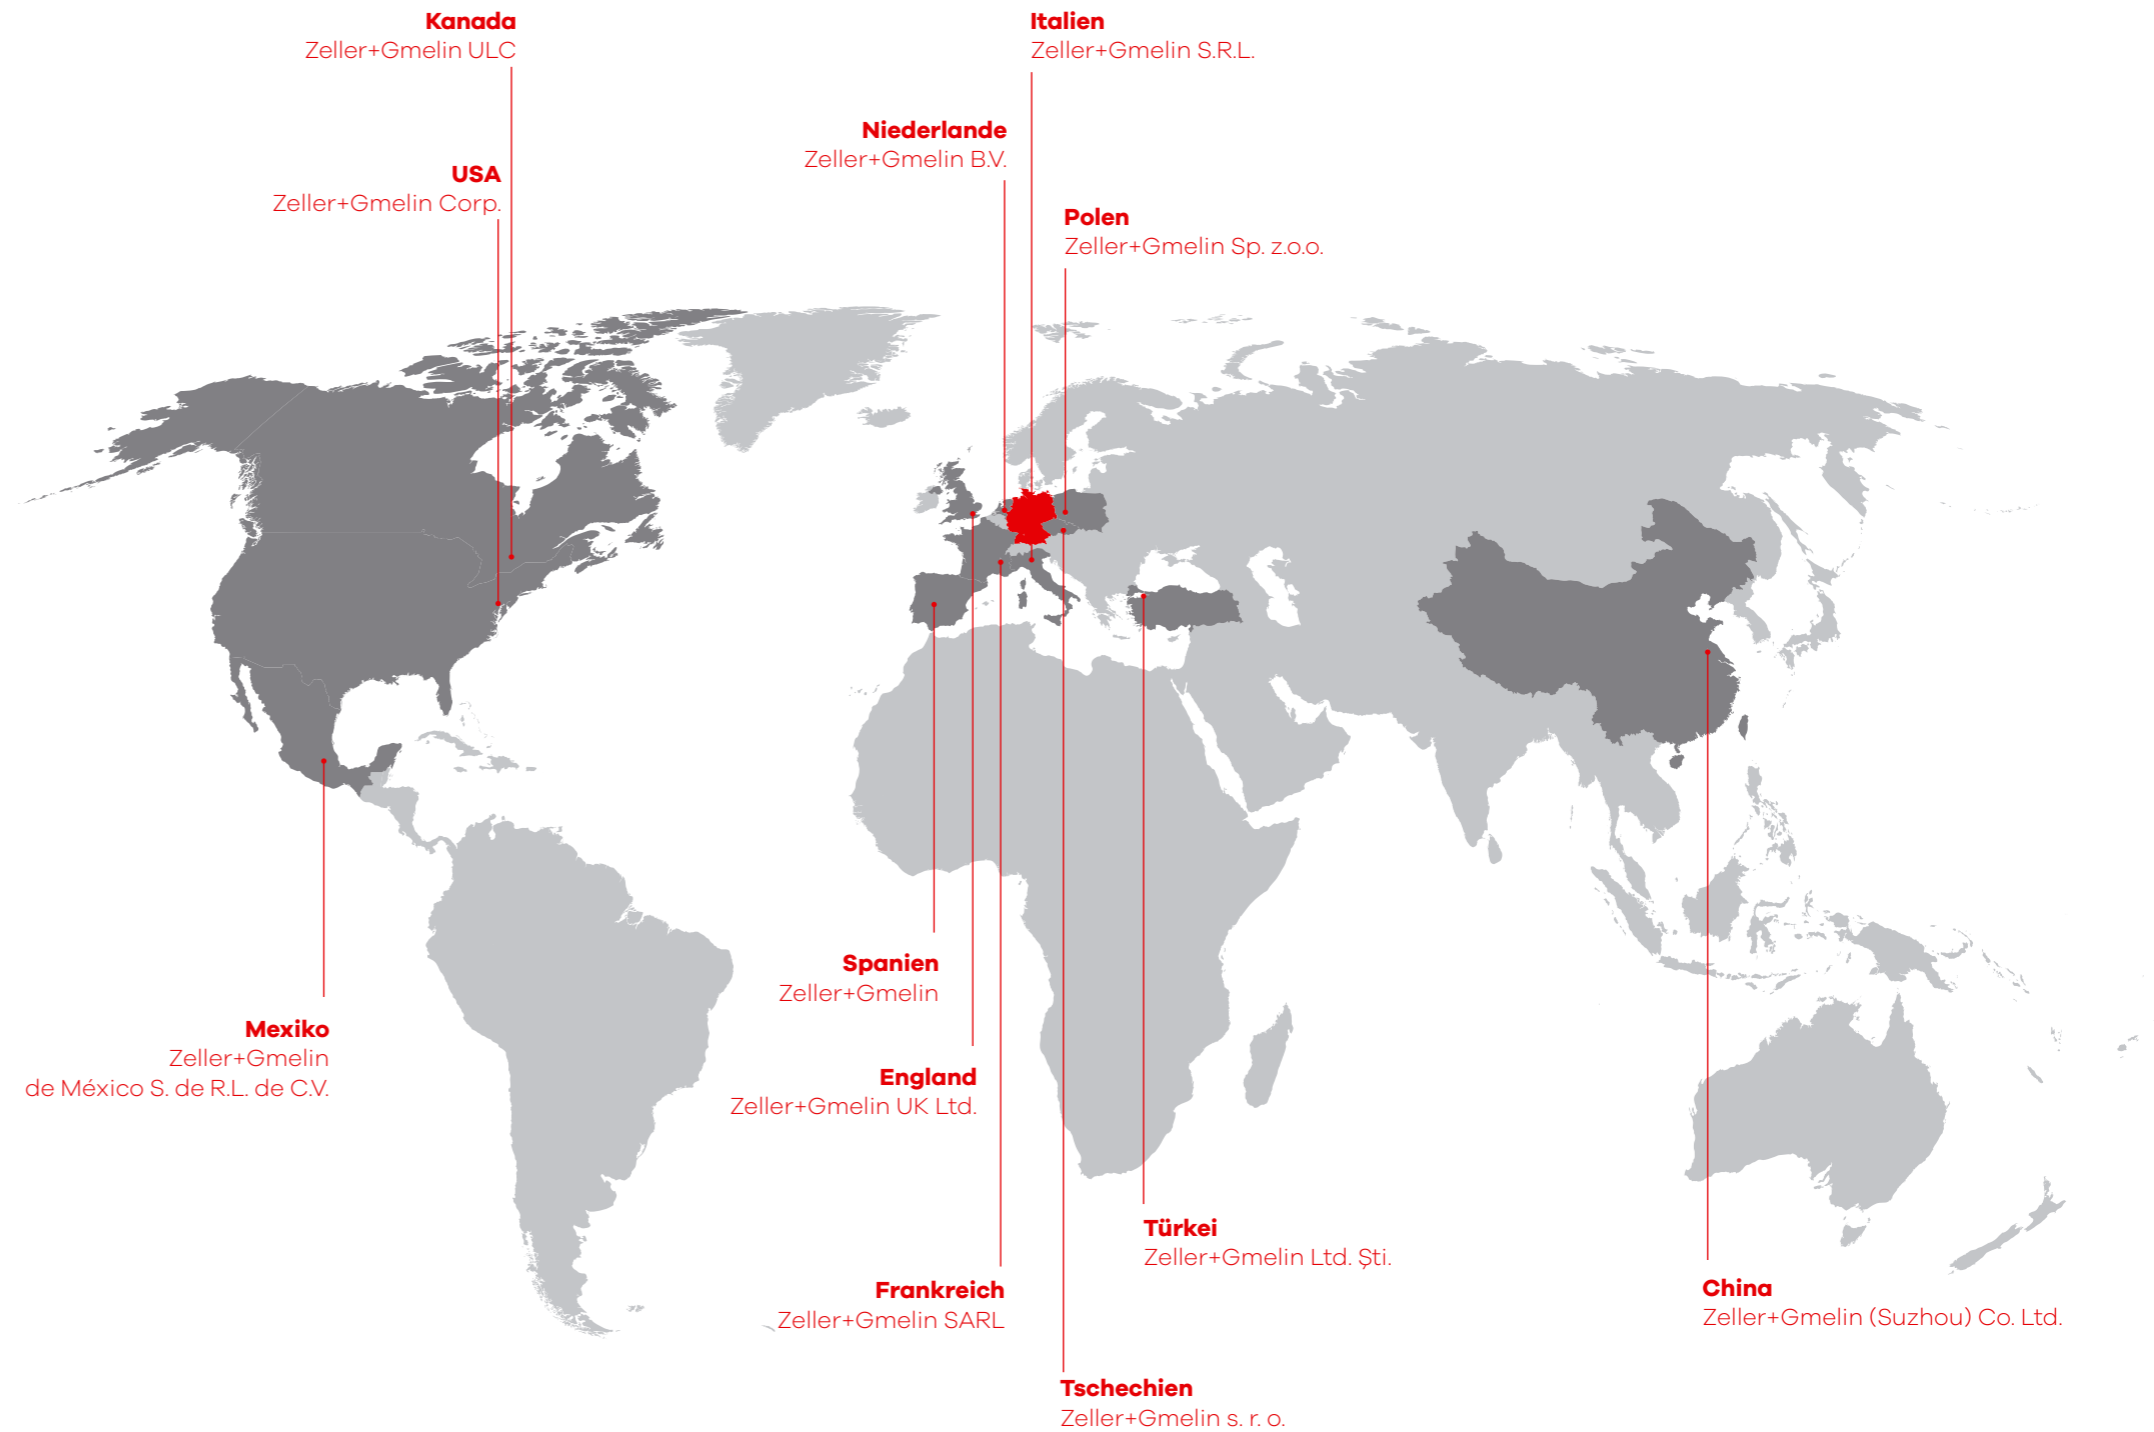 Kanada
Zeller+Gmelin ULC
Italien
Zeller+Gmelin S.R.L.
Niederlande
Zeller+Gmelin B.V.
USA
Zeller+Gmelin Corp.
Polen
Zeller+Gmelin Sp. z.o.o.
Spanien
Zeller+Gmelin
Mexiko
Zeller+Gmelin
de México S. de R.L. de C.V.
England
Zeller+Gmelin UK Ltd.
Türkei
Zeller+Gmelin Ltd. Şti.
Frankreich
Zeller+Gmelin SARL
China
Zeller+Gmelin (Suzhou) Co. Ltd.
Tschechien
Zeller+Gmelin s. r. o.